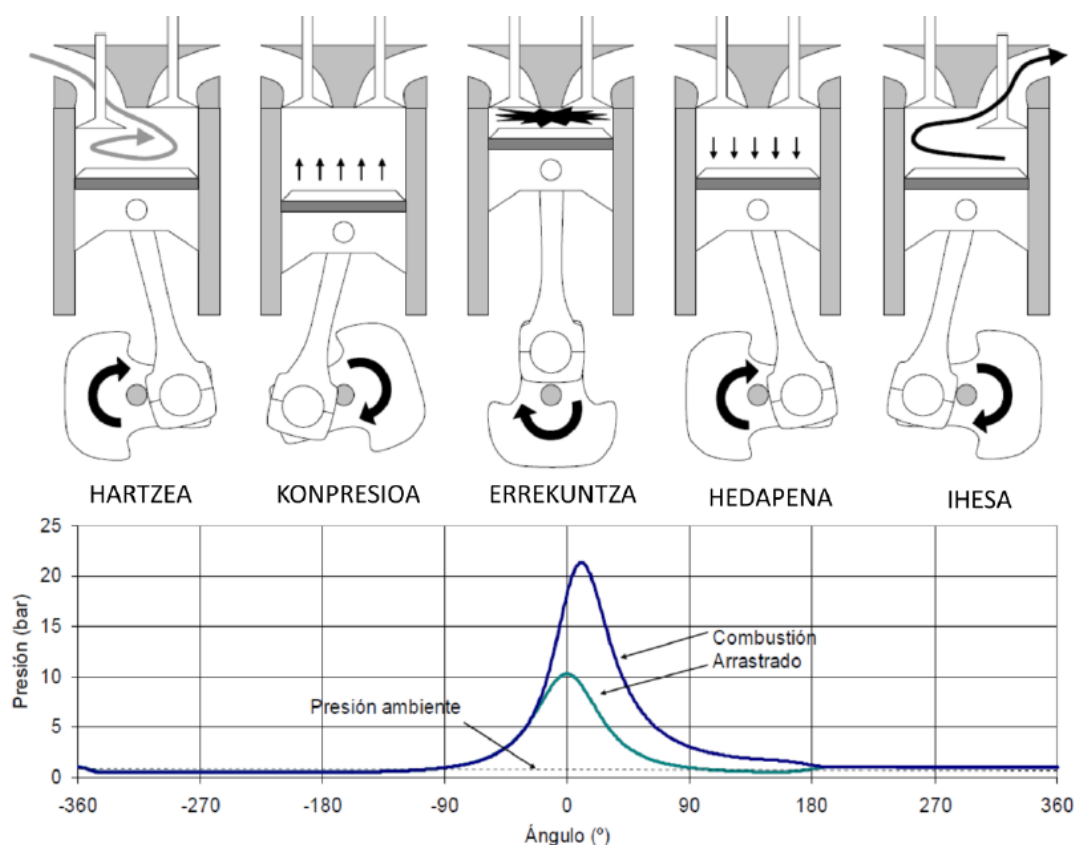 HARTZEA
KONPRESIOA
ERREKUNTZA
HEDAPENA
IHESA
25
20
15
10
5
0
Presión (bar)
Combustión
Arrastrado
Presión ambiente
-360
-270
-180
-90
0
90
180
270
360
Ángulo (º)